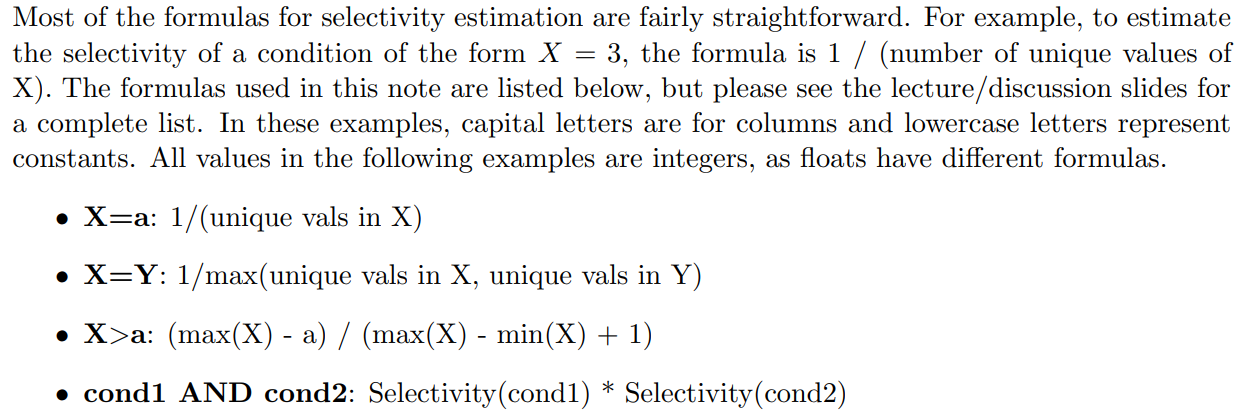 Most of the formulas for selectivity estimation are fairly straightforward. For example, to estimate
the selectivity of a condition of the form X = 3, the formula is 1 / (number of unique values of
X). The formulas used in this note are listed below, but please see the lecture/discussion slides for
a complete list. In these examples, capital letters are for columns and lowercase letters represent
constants. All values in the following examples are integers, as floats have different formulas.
• X=a: 1/(unique vals in X)
• X=Y: 1/max(unique vals in X, unique vals in Y)
• X>a: (max(X) - a) / (max(X) - min(X) + 1)
• cond1 AND cond2: Selectivity(cond1) * Selectivity(cond2)